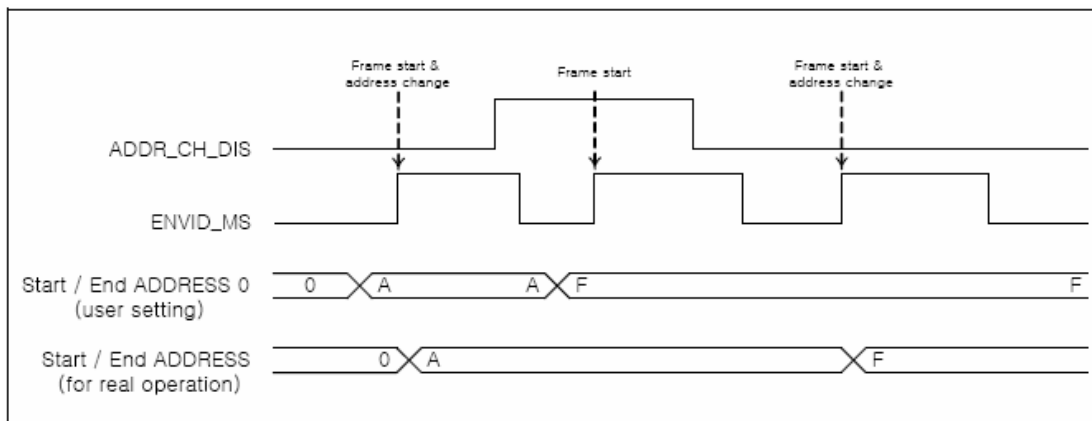 Frame start &
address change
Frame start
Frame start &
address change
ADDR_CH_DIS
ENVID_MS
Start / End ADDRESS 0
(user setting)
0 A A F F
Start / End ADDRESS
(for real operation)
0 A F